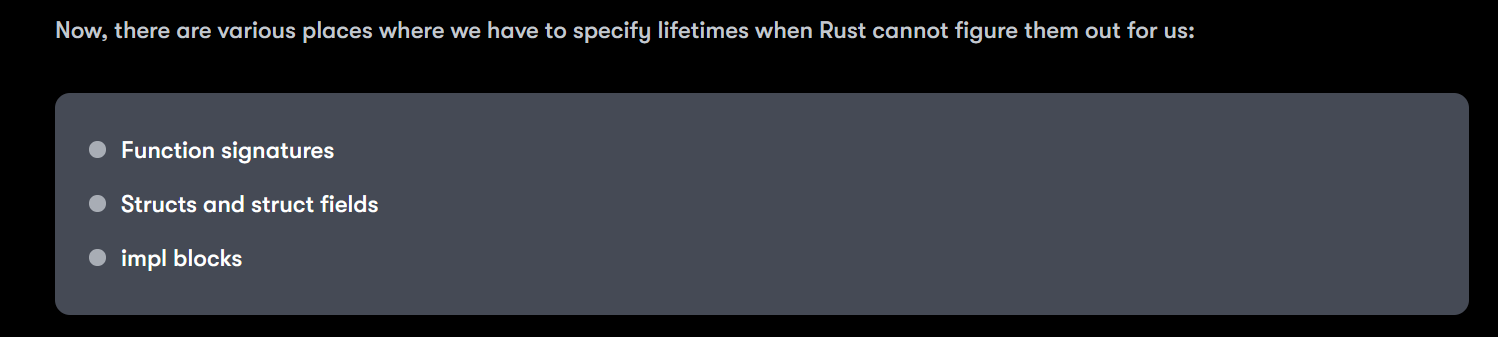 Now, there are various places where we have to specify lifetimes when Rust cannot figure them out for us:
Function signatures
Structs and struct fields
impl blocks